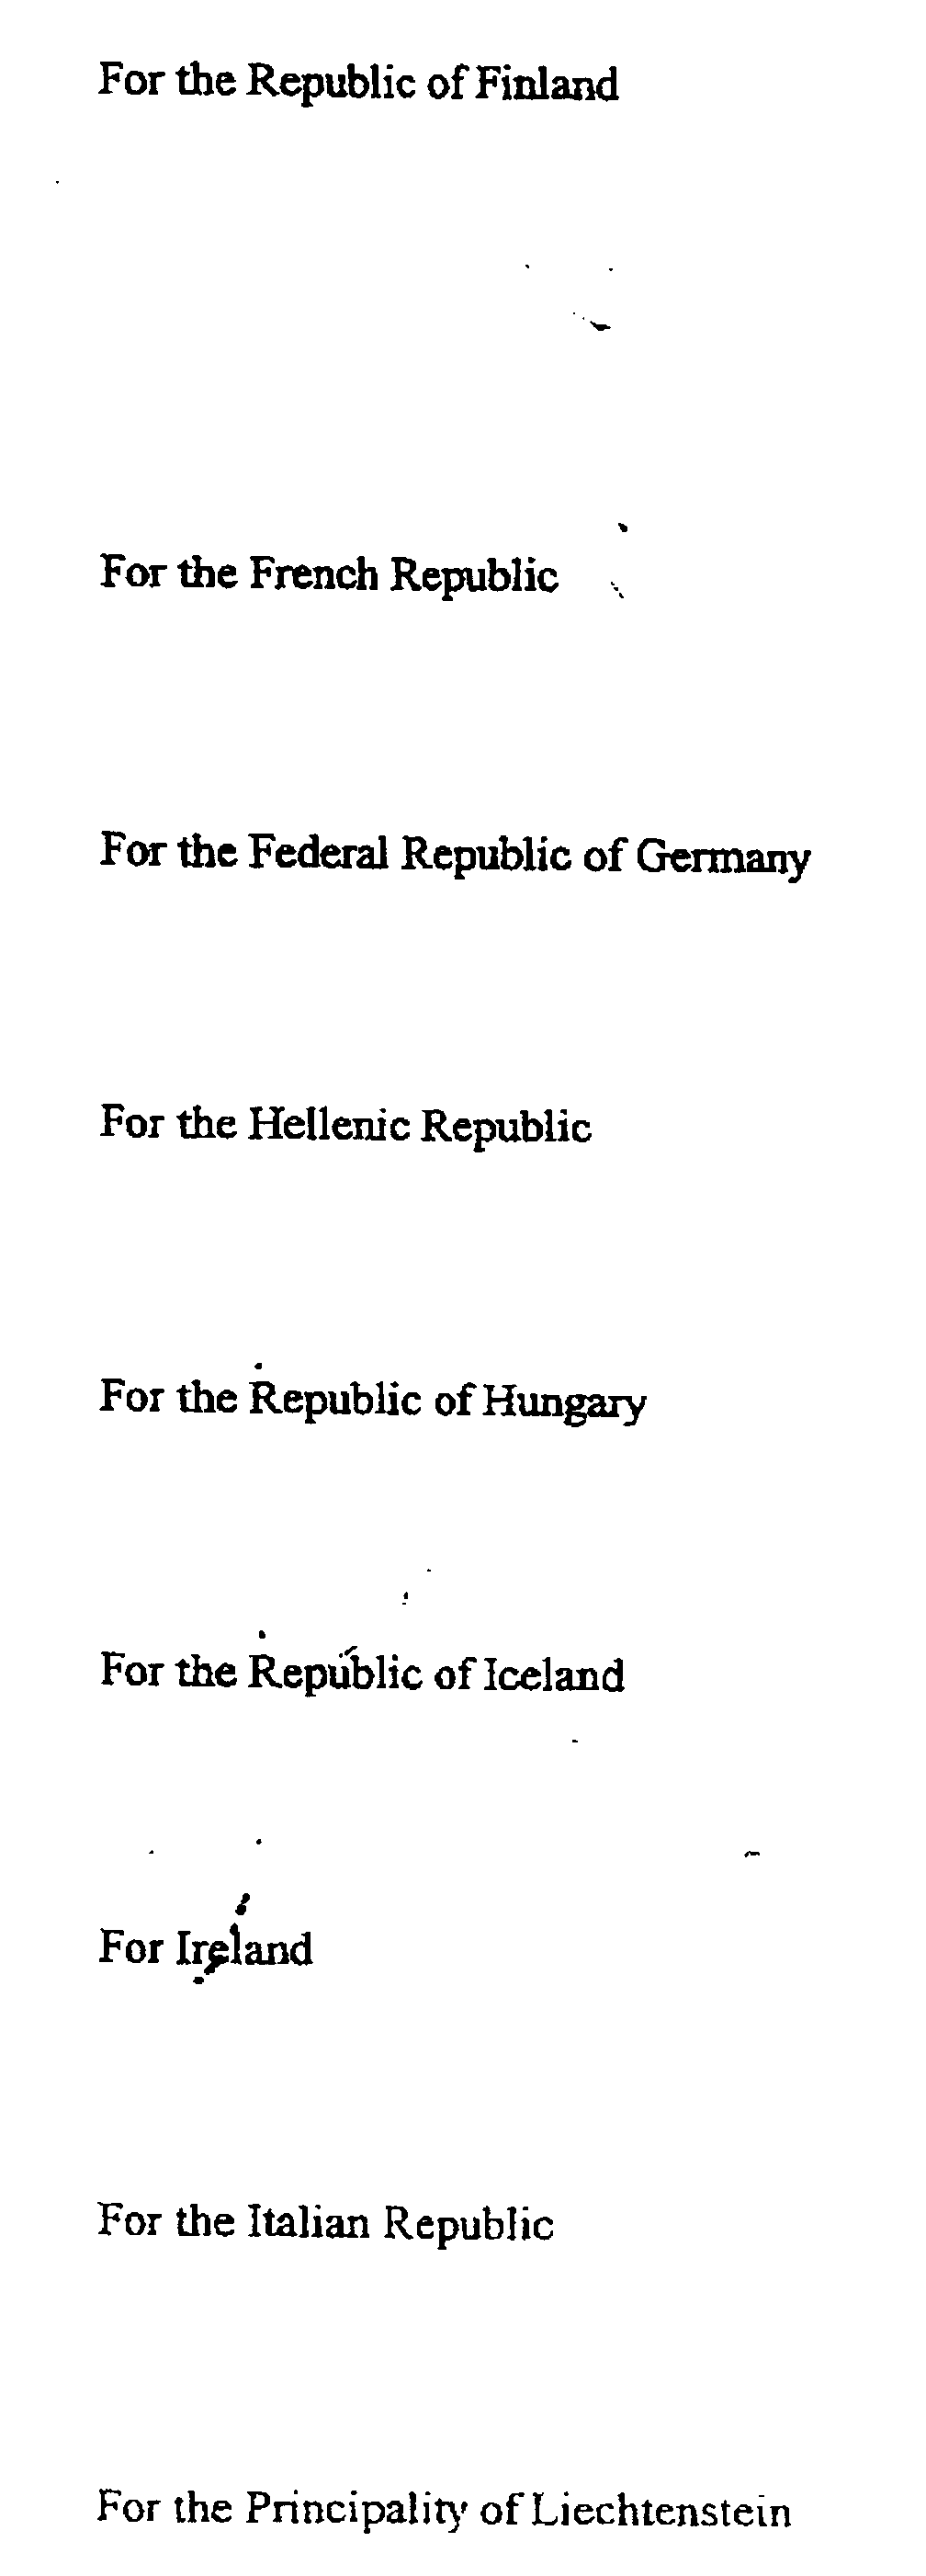 For the Republic of Finland
For the French Republic
For the Federal Republic of Germany
For the Hellenic Republic
For the Republic of Hungary
For the Republic of Iceland
For Ireland
For the Italian Republic
For the Principality of Liechtenstein